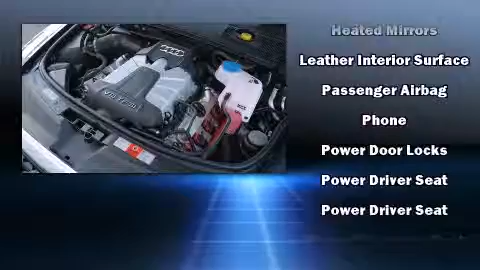 Heated Mirrors
Leather Interior Surface
Passenger Airbag
Phone
Power Door Locks
Power Driver Seat
Power Driver Seat